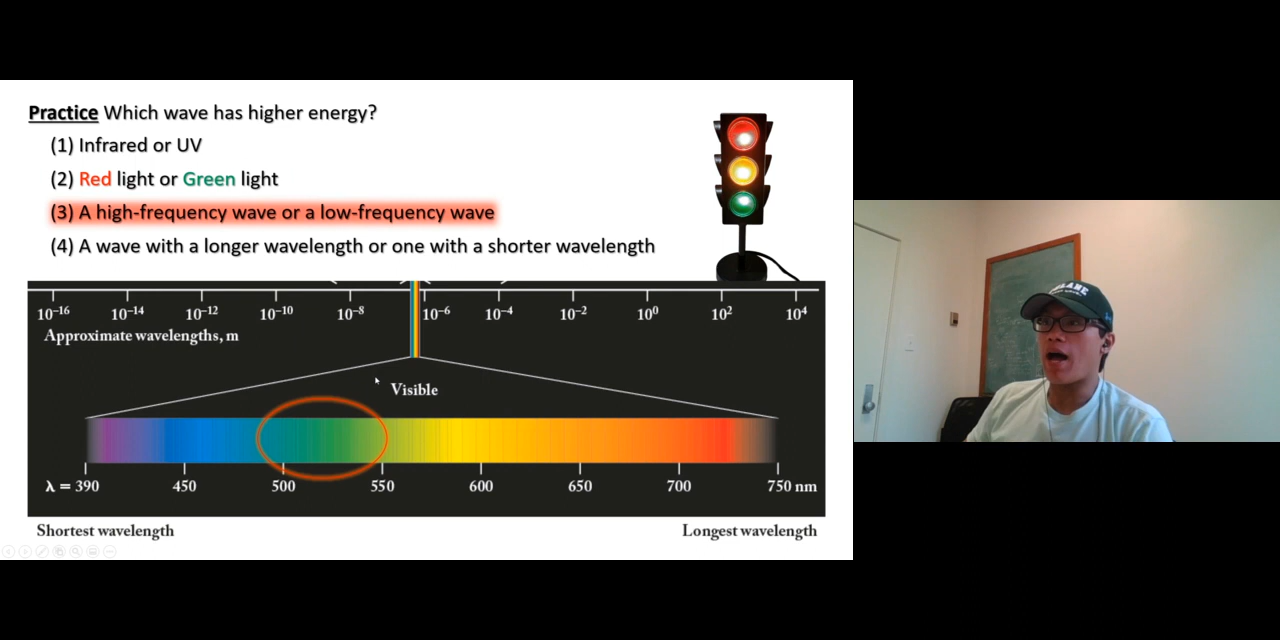 Practice Which wave has higher energy?
(1) Infrared or UV
(2) Red light or Green light
(3) A high-frequency wave or a low-frequency wave
(4) A wave with a longer wavelength or one with a shorter wavelength
10⁻¹⁶ 10⁻¹⁴ 10⁻¹² 10⁻¹⁰ 10⁻⁸ 10⁻⁶ 10⁻⁴ 10⁻² 10⁰ 10² 10⁴
Approximate wavelengths, m
Visible
λ = 390 450 500 550 600 650 700 750 nm
Shortest wavelength Longest wavelength